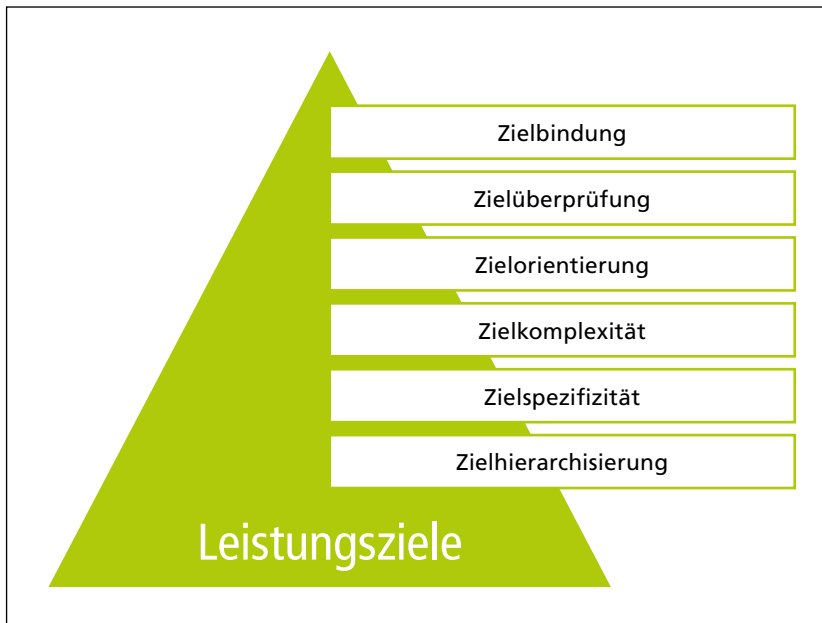 Zielbindung
Zielüberprüfung
Zielorientierung
Zielkomplexität
Zielspezifizität
Zielhierarchisierung
Leistungsziele